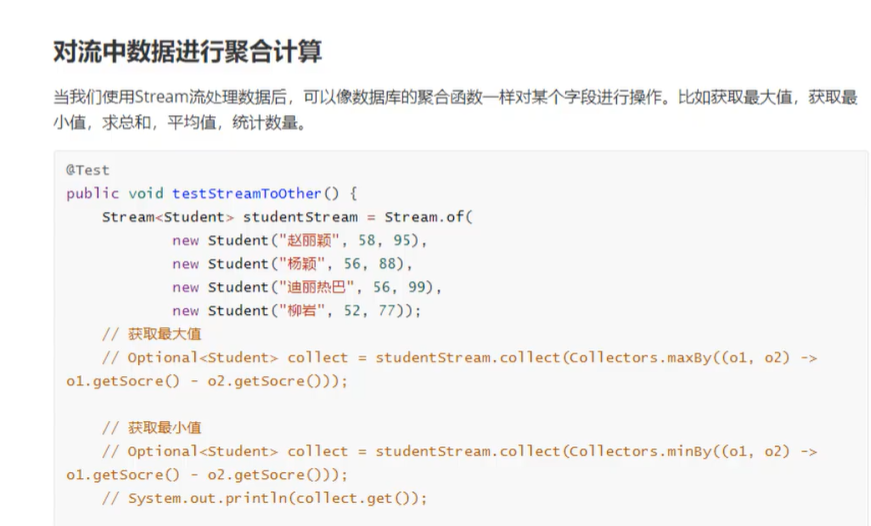 对流中数据进行聚合计算
当我们使用Stream流处理数据后，可以像数据库的聚合函数一样对某个字段进行操作。比如获取最大值，获取最
小值，求总和，平均值，统计数量。
@Test
public void testStreamToOther() {
    Stream<Student> studentStream = Stream.of(
            new Student("赵丽颖", 58, 95),
            new Student("杨颖", 56, 88),
            new Student("迪丽热巴", 56, 99),
            new Student("柳岩", 52, 77));
    // 获取最大值
    // Optional<Student> collect = studentStream.collect(Collectors.maxBy((o1, o2) ->
o1.getSocre() - o2.getSocre()));
    // 获取最小值
    // Optional<Student> collect = studentStream.collect(Collectors.minBy((o1, o2) ->
o1.getSocre() - o2.getSocre()));
    // System.out.println(collect.get());